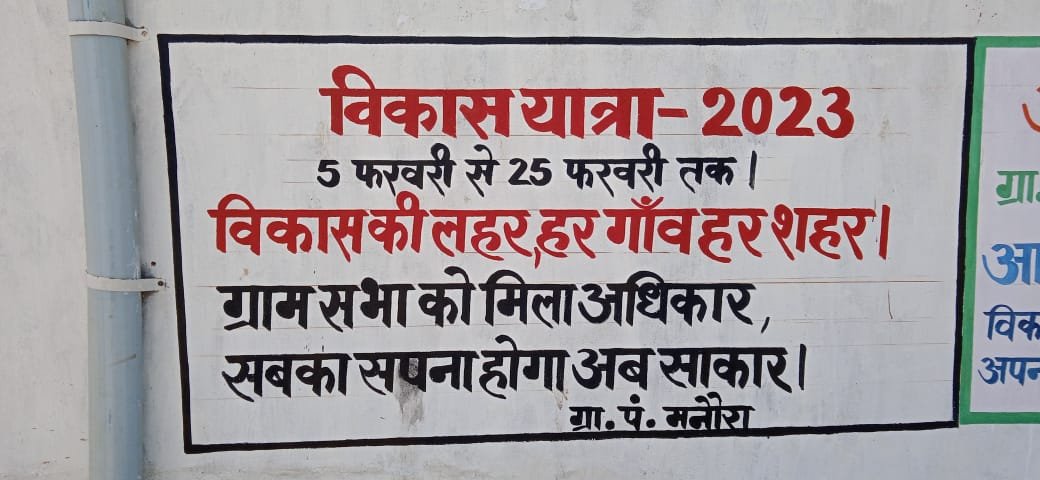 विकास यात्रा- 2023
5 फरवरी से 25 फरवरी तक।
विकास की लहर, हर गाँव हर शहर।
ग्राम सभा को मिला अधिकार,
सबका सपना होगा अब साकार।
ग्रा. पं. मनौरा
ग्रा.